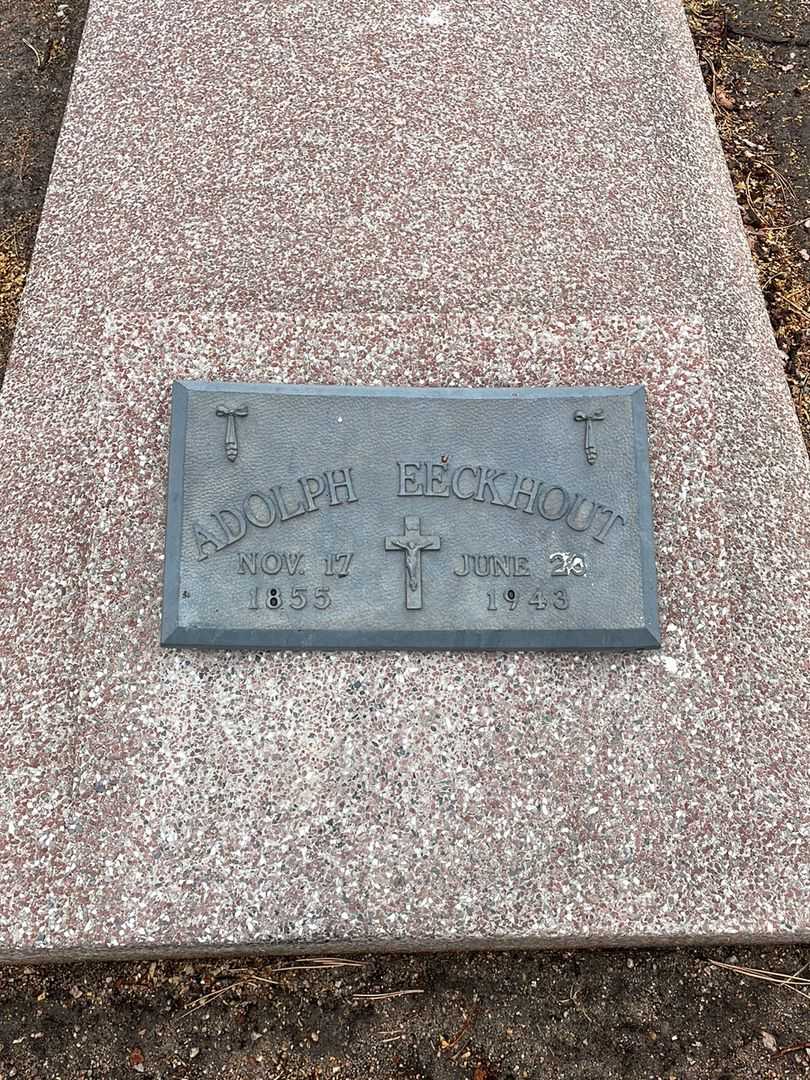 ADOLPH EECKHOUT
NOV. 17 JUNE 20
1855 1943